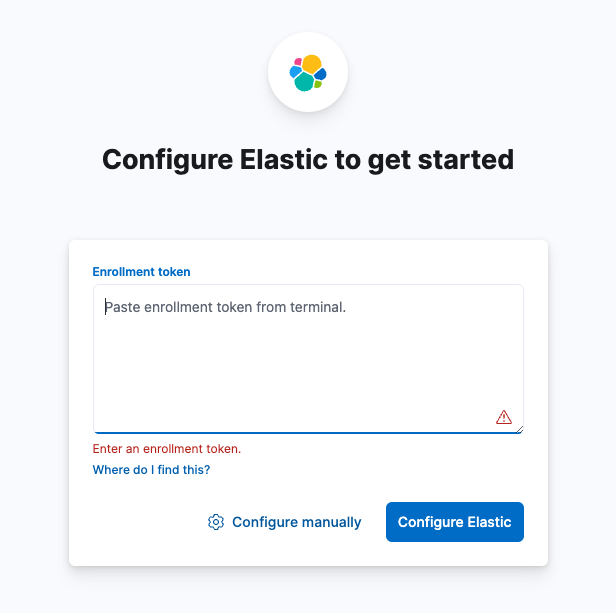 Configure Elastic to get started
Enrollment token
Paste enrollment token from terminal.
Enter an enrollment token.
Where do I find this?
Configure manually
Configure Elastic